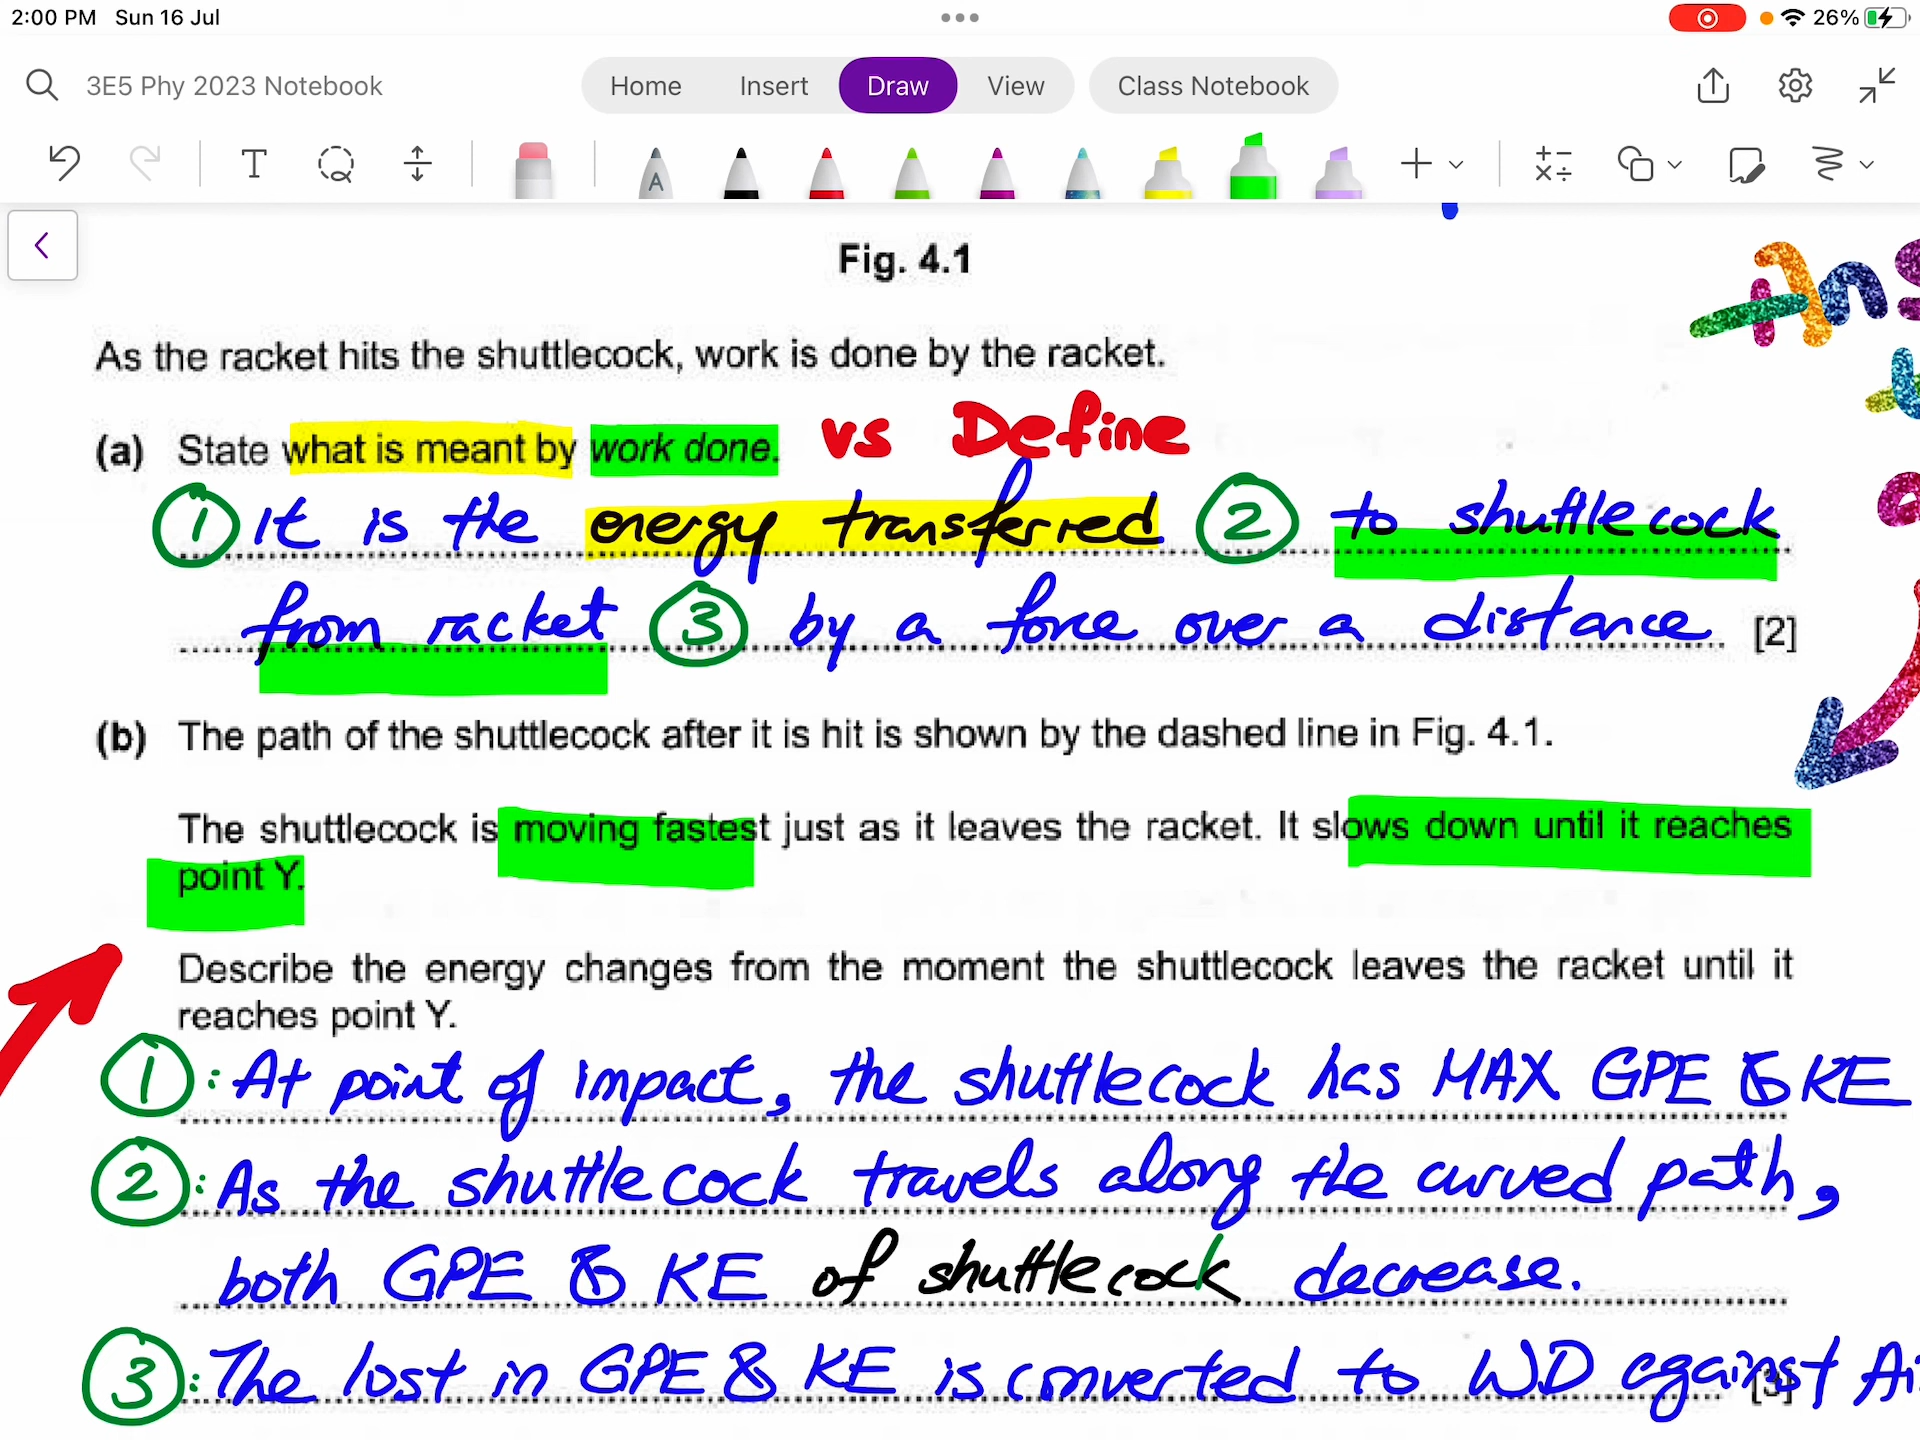 2:00 PM Sun 16 Jul
26%
3E5 Phy 2023 Notebook
Home Insert Draw View Class Notebook
T A
Fig. 4.1
As the racket hits the shuttlecock, work is done by the racket.
(a) State what is meant by work done. vs Define
① It is the energy transferred ② to shuttlecock
from racket ③ by a force over a distance [2]
(b) The path of the shuttlecock after it is hit is shown by the dashed line in Fig. 4.1.
The shuttlecock is moving fastest just as it leaves the racket. It slows down until it reaches
point Y.
Describe the energy changes from the moment the shuttlecock leaves the racket until it
reaches point Y.
①: At point of impact, the shuttlecock has MAX GPE & KE
②: As the shuttlecock travels along the curved path,
both GPE & KE of shuttlecock decrease.
③: The lost in GPE & KE is converted to WD against Ai
[3]